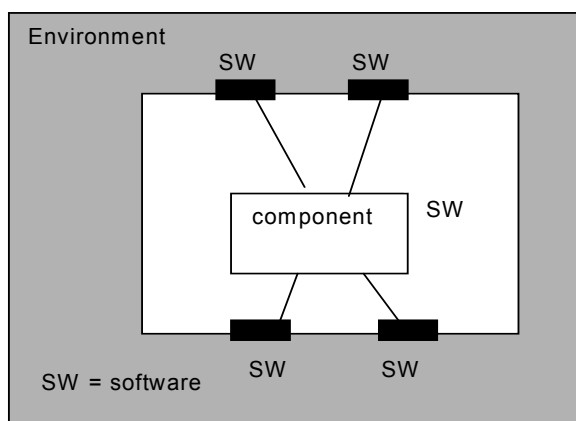 Environment
SW SW
component SW
SW SW
SW = software